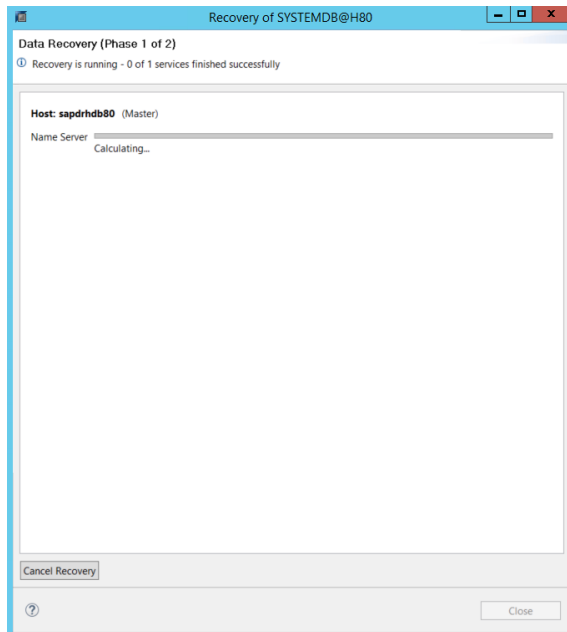 Recovery of SYSTEMDB@H80
Data Recovery (Phase 1 of 2)
Recovery is running - 0 of 1 services finished successfully
Host: sapdrhdb80 (Master)
Name Server
Calculating...
Cancel Recovery
Close